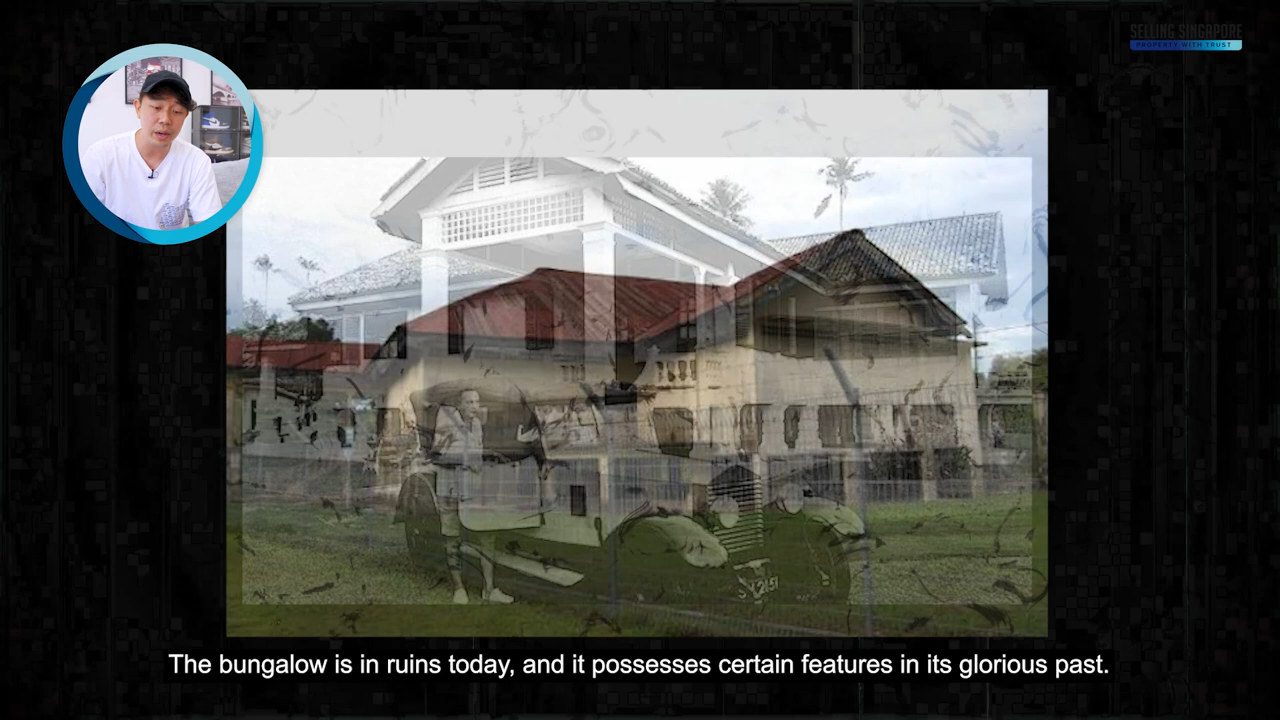 SELLING SINGAPORE
PROPERTY WITH TRUST
The bungalow is in ruins today, and it possesses certain features in its glorious past.